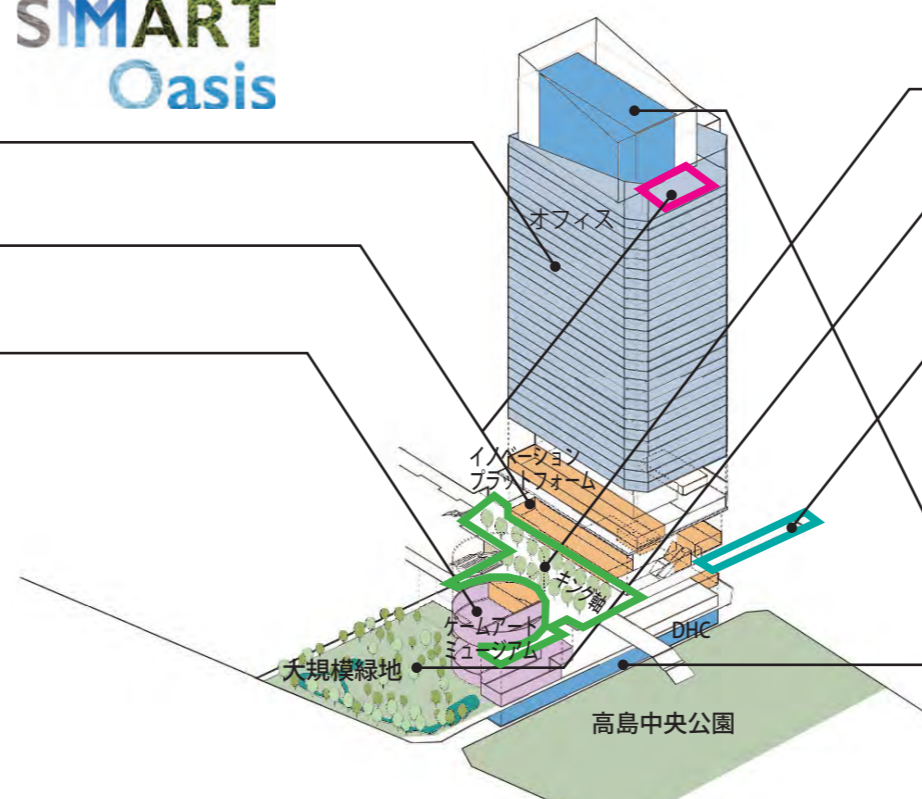 SMART
Oasis
オフィス
イノベーション
プラットフォーム
キング軸
ゲームアート
ミュージアム
DHC
大規模緑地
高島中央公園